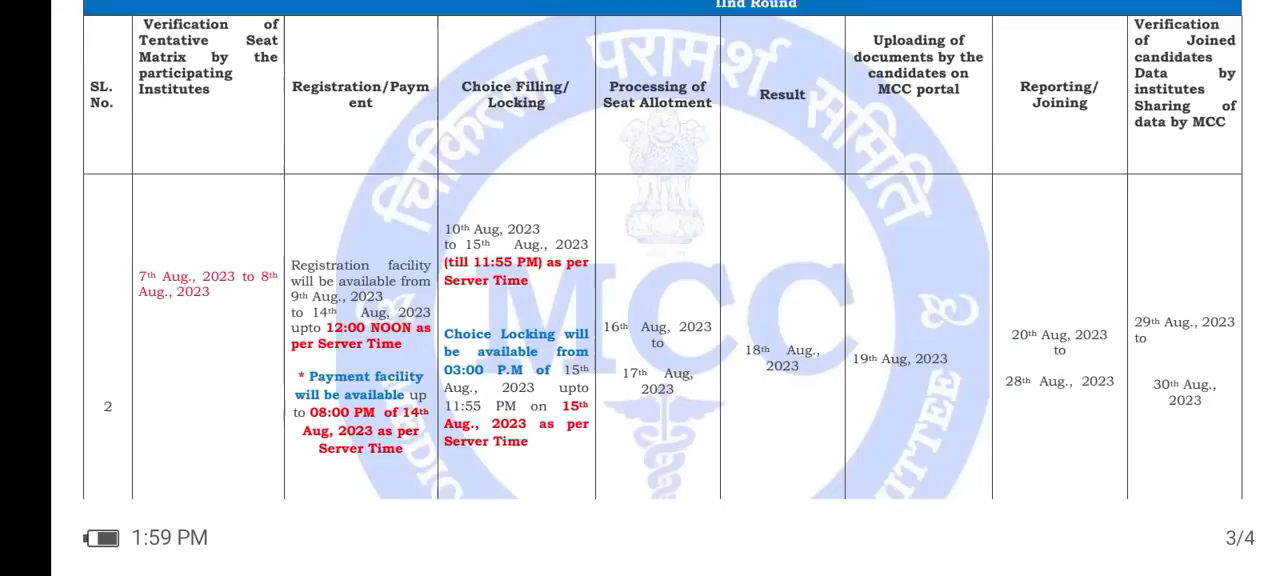 IInd Round
SL.
No.
Verification of
Tentative Seat
Matrix by the
participating
Institutes
Registration/Paym
ent
Choice Filling/
Locking
Processing of
Seat Allotment
Result
Uploading of
documents by the
candidates on
MCC portal
Reporting/
Joining
Verification
of Joined
candidates
Data by
institutes
Sharing of
data by MCC
2
7th Aug., 2023 to 8th
Aug., 2023
Registration facility
will be available from
9th Aug., 2023
to 14th Aug, 2023
upto 12:00 NOON as
per Server Time
* Payment facility
will be available up
to 08:00 PM of 14th
Aug, 2023 as per
Server Time
10th Aug, 2023
to 15th Aug., 2023
(till 11:55 PM) as per
Server Time
Choice Locking will
be available from
03:00 P.M of 15th
Aug., 2023 upto
11:55 PM on 15th
Aug., 2023 as per
Server Time
16th Aug, 2023
to
17th Aug,
2023
18th Aug.,
2023
19th Aug, 2023
20th Aug, 2023
to
28th Aug., 2023
29th Aug., 2023
to
30th Aug.,
2023
चिकित्सा परामर्श समिति
MCC
1:59 PM
3/4